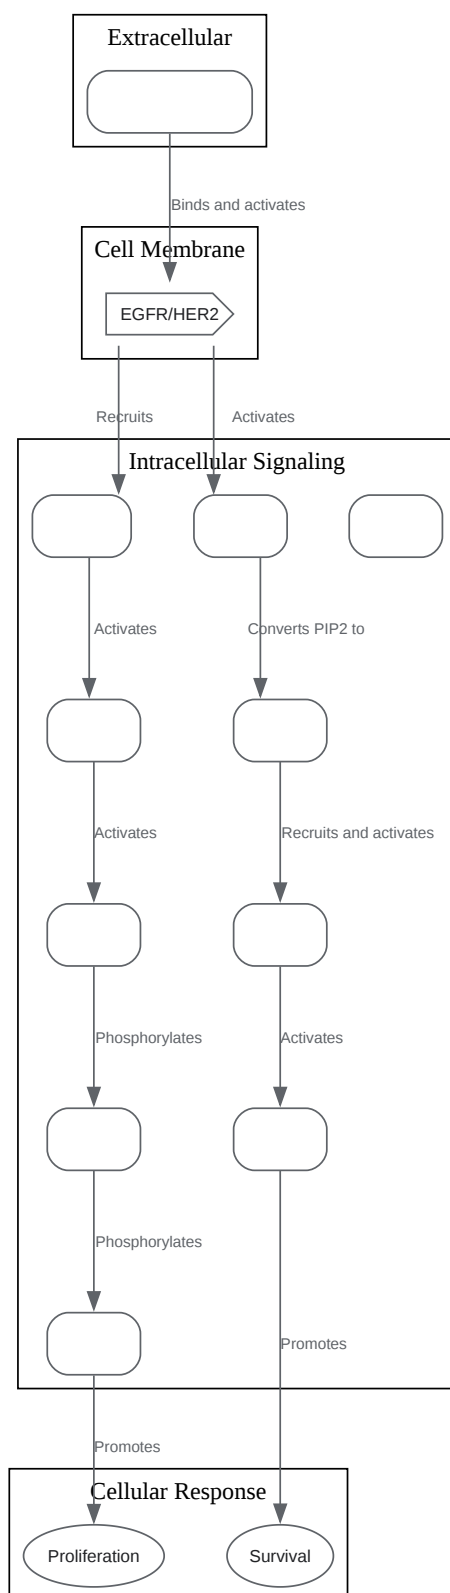 Extracellular
Binds and activates
Cell Membrane
EGFR/HER2
Recruits
Activates
Intracellular Signaling
Activates
Converts PIP2 to
Activates
Recruits and activates
Phosphorylates
Activates
Phosphorylates
Promotes
Promotes
Cellular Response
Proliferation
Survival